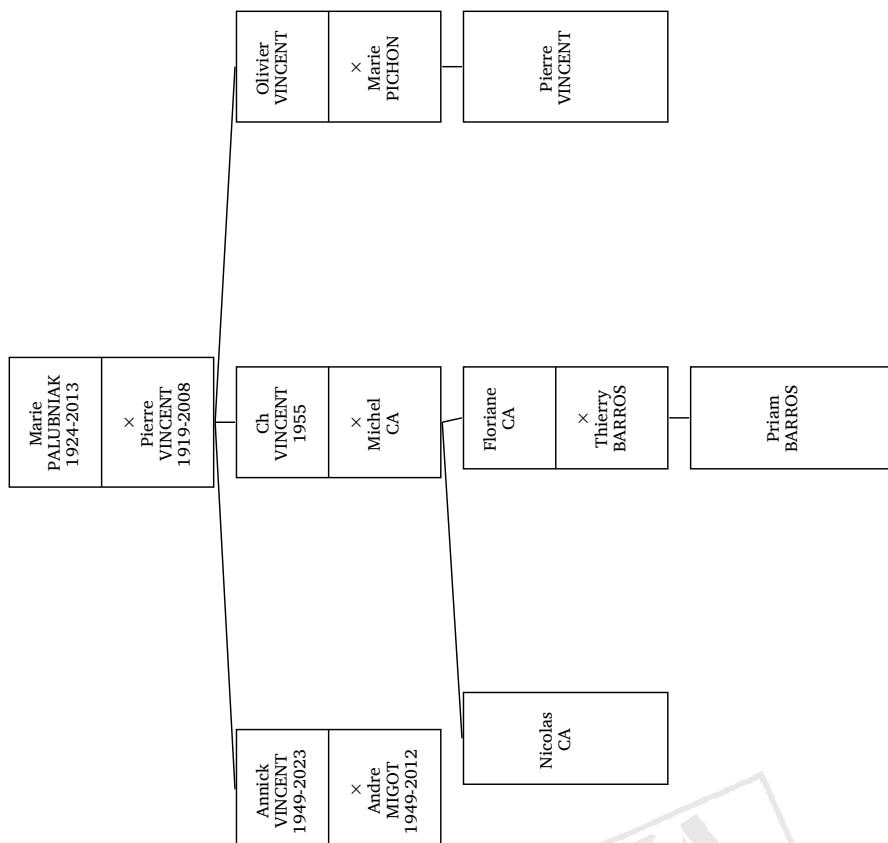 Marie
PALUBNIAK
1924-2013
×
Pierre
VINCENT
1919-2008
Annick
VINCENT
1949-2023
×
Andre
MIGOT
1949-2012
Ch
VINCENT
1955
×
Michel
CA
Nicolas
CA
Floriane
CA
×
Thierry
BARROS
Priam
BARROS
Olivier
VINCENT
×
Marie
PICHON
Pierre
VINCENT